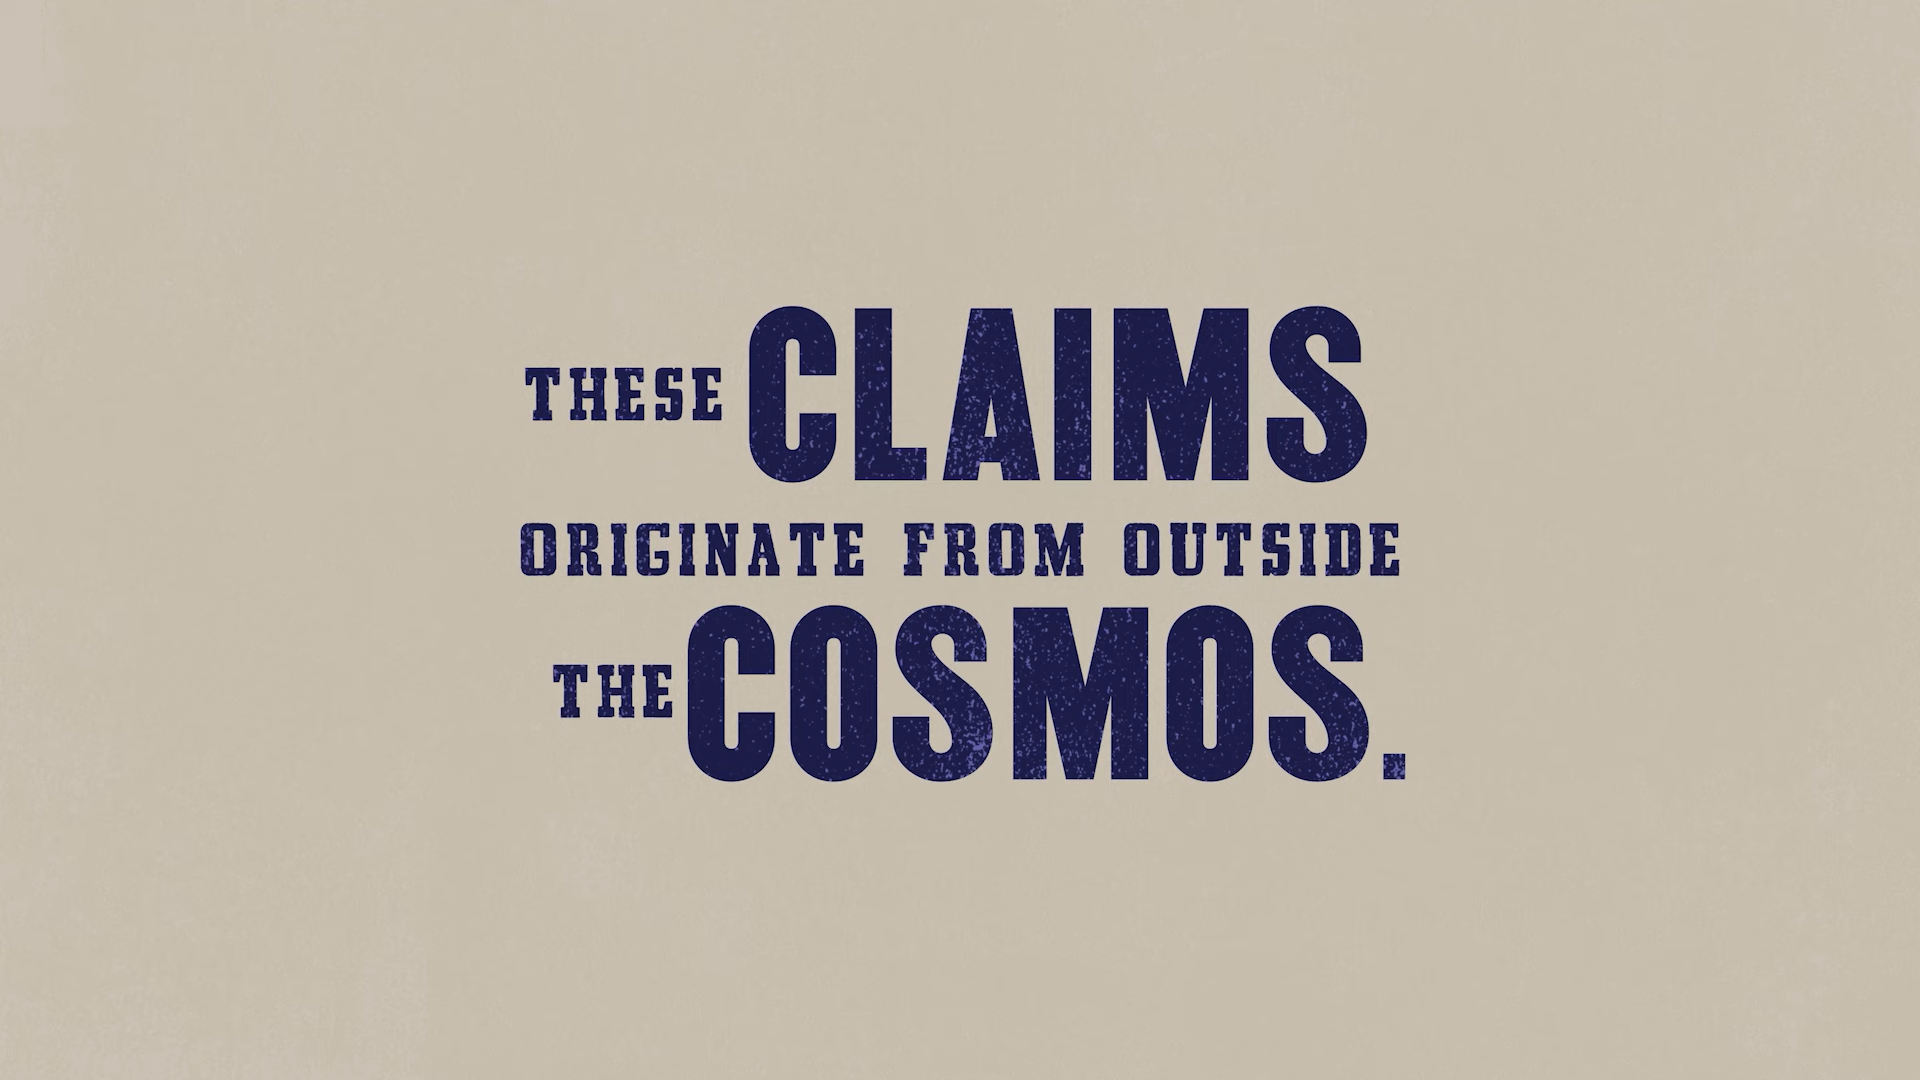 THESE CLAIMS
ORIGINATE FROM OUTSIDE
THE COSMOS.